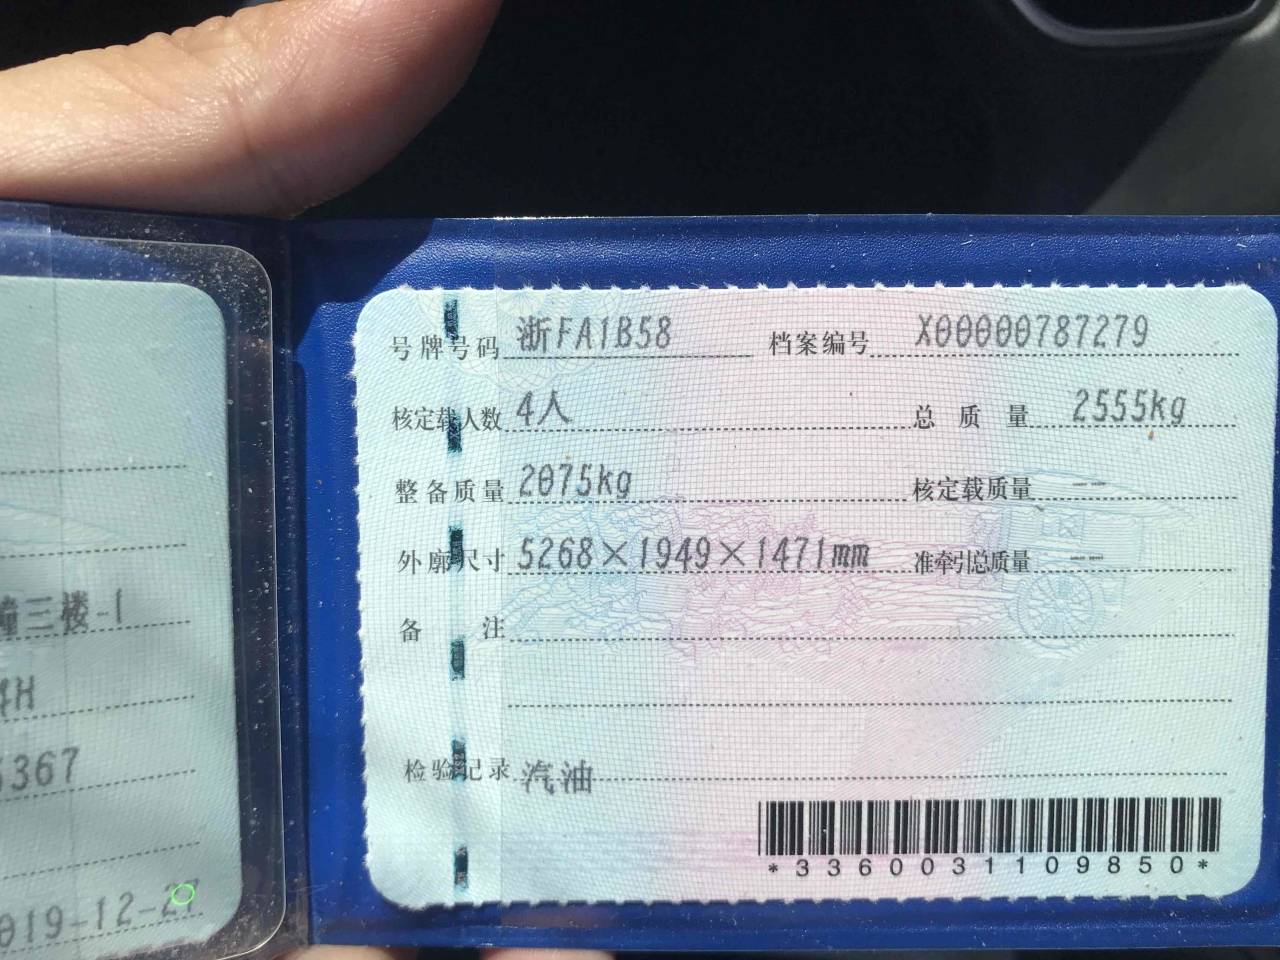 号牌号码 浙FA1B58 档案编号 X00000787279
核定载人数 4人 总质量 2555kg
整备质量 2075kg 核定载质量 --
外廓尺寸 5268×1949×1471mm 准牵引总质量 --
备注
检验记录 汽油
*3360031109850*
三楼-1
4H
5367
019-12-27